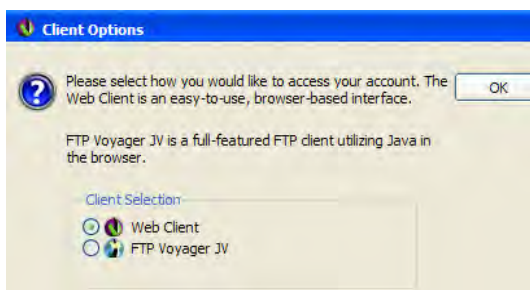 Client Options
Please select how you would like to access your account. The
Web Client is an easy-to-use, browser-based interface.
OK
FTP Voyager JV is a full-featured FTP client utilizing Java in
the browser.
Client Selection
Web Client
FTP Voyager JV